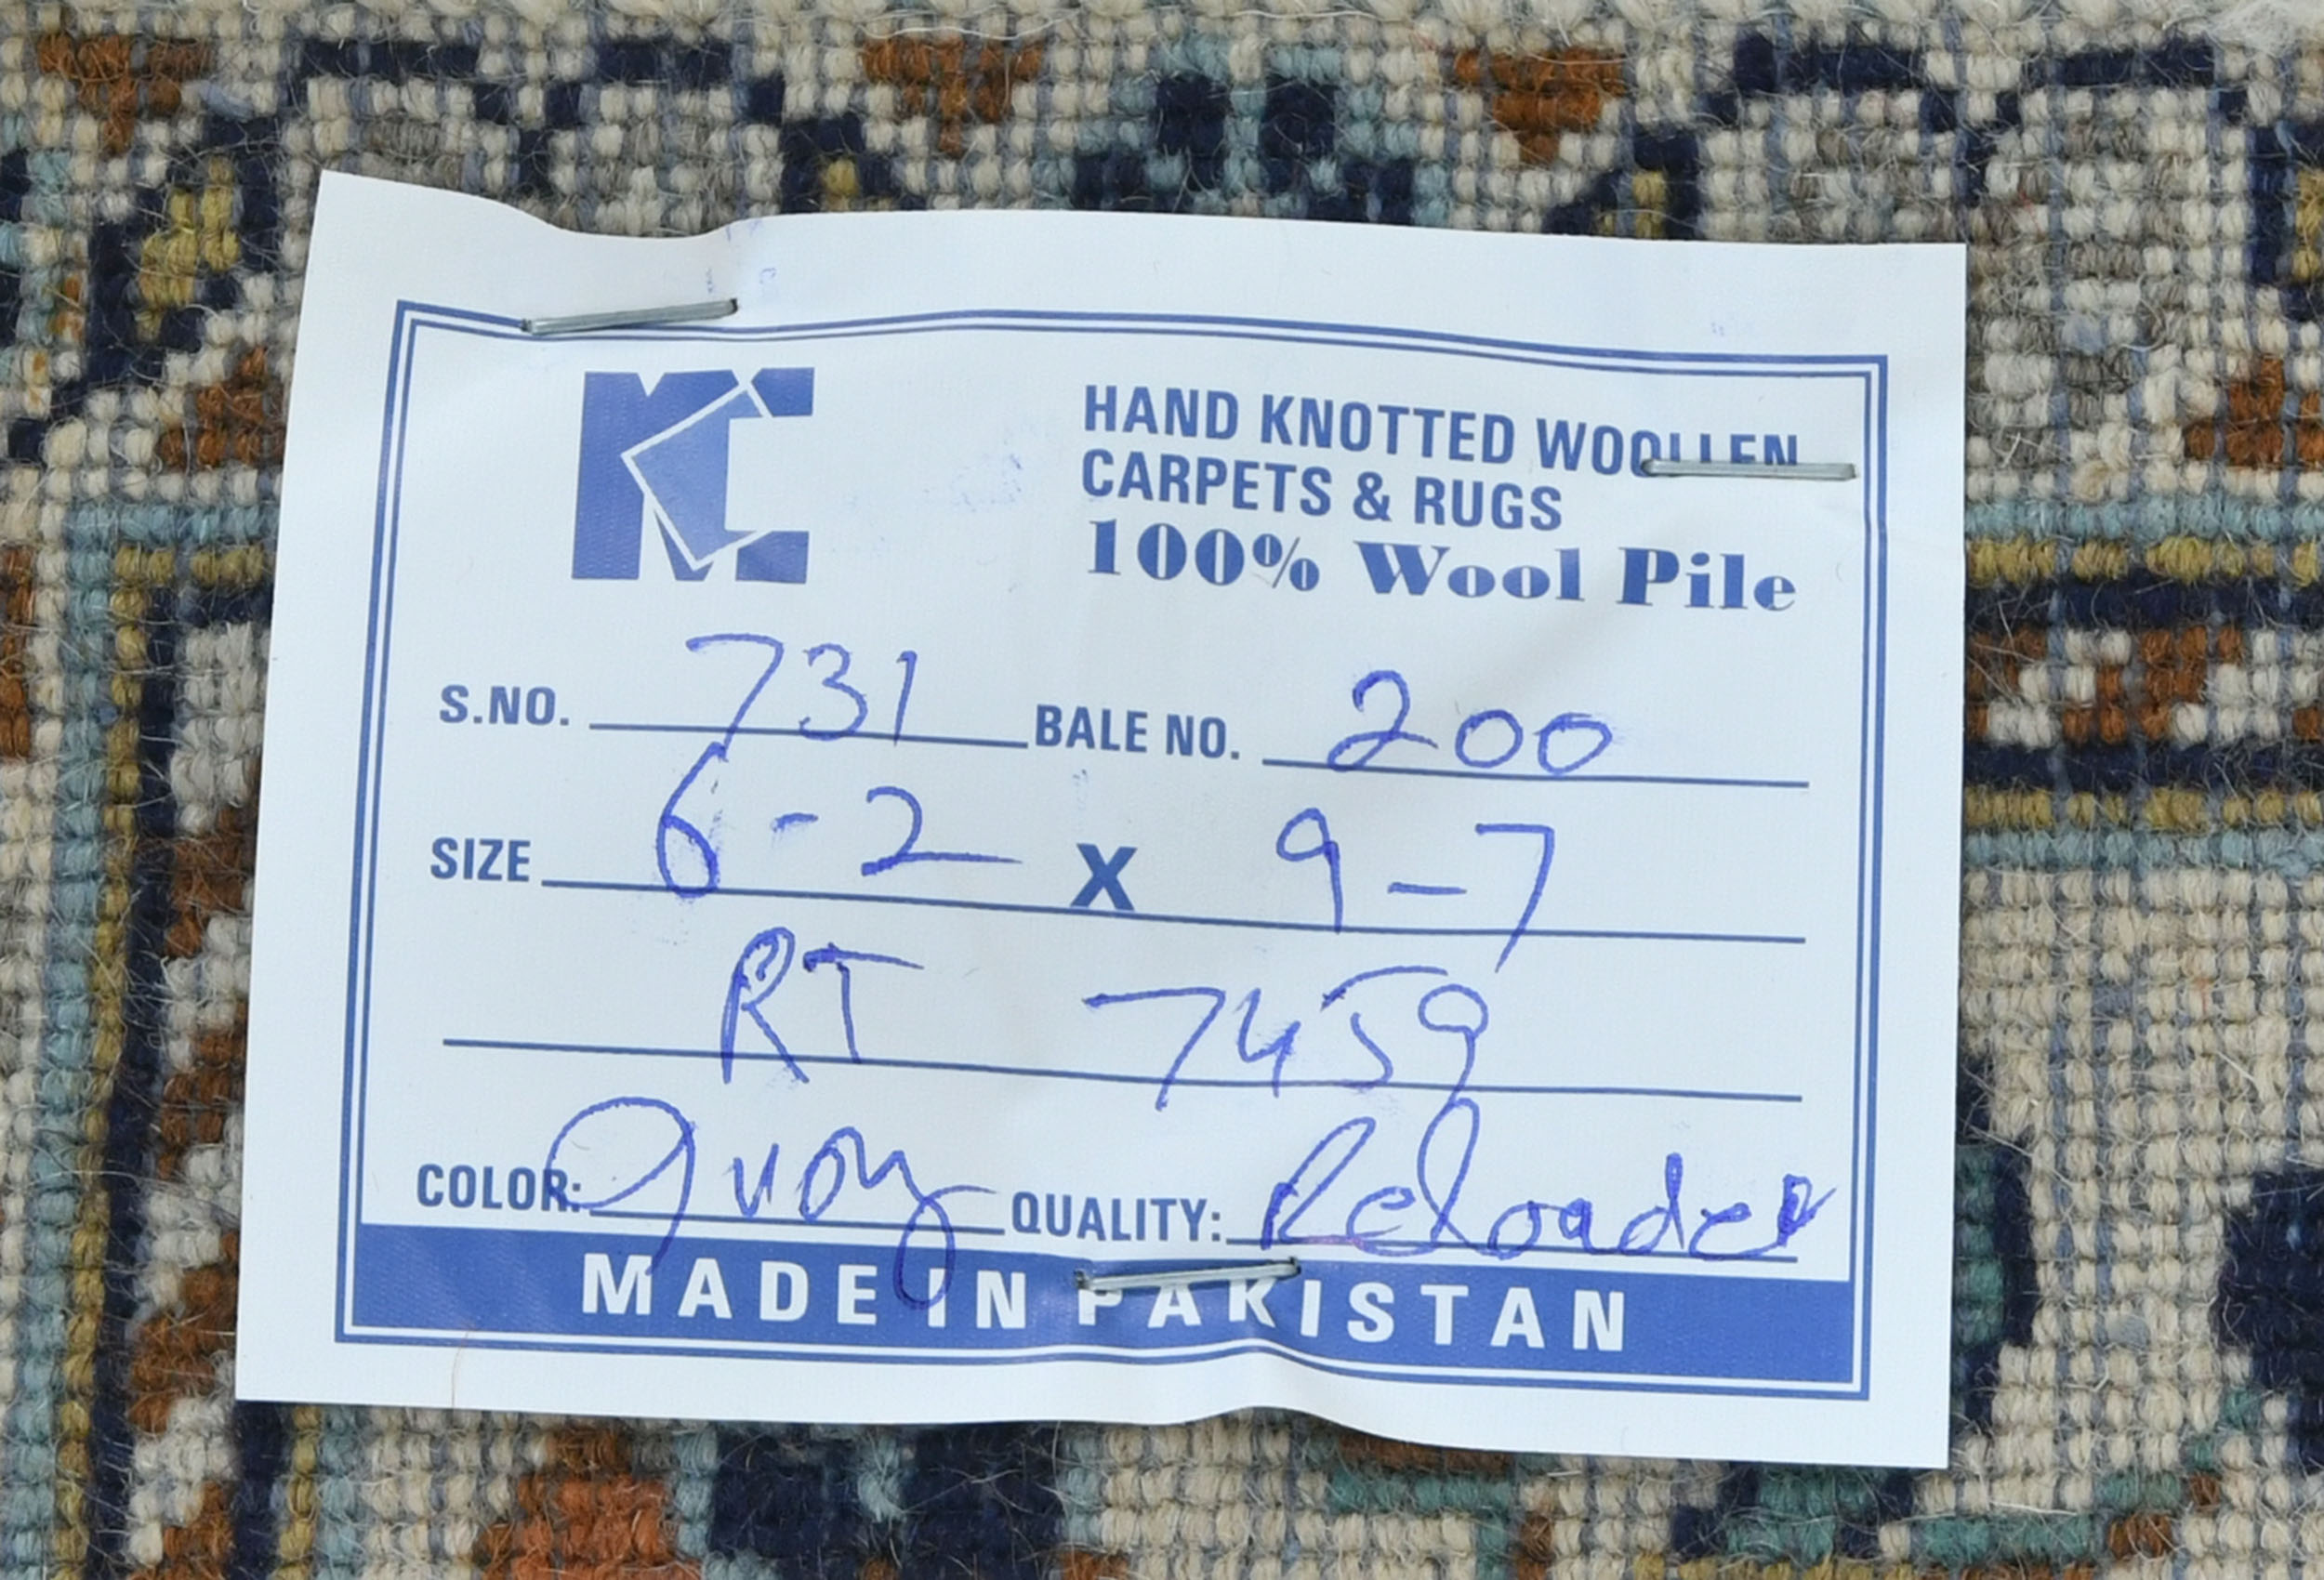 MC
HAND KNOTTED WOOLLEN
CARPETS & RUGS
100% Wool Pile
S.NO. 731 BALE NO. 200
SIZE 6-2 X 9-7
RT 7459
COLOR: Ivory QUALITY: Reloaded
MADE IN PAKISTAN